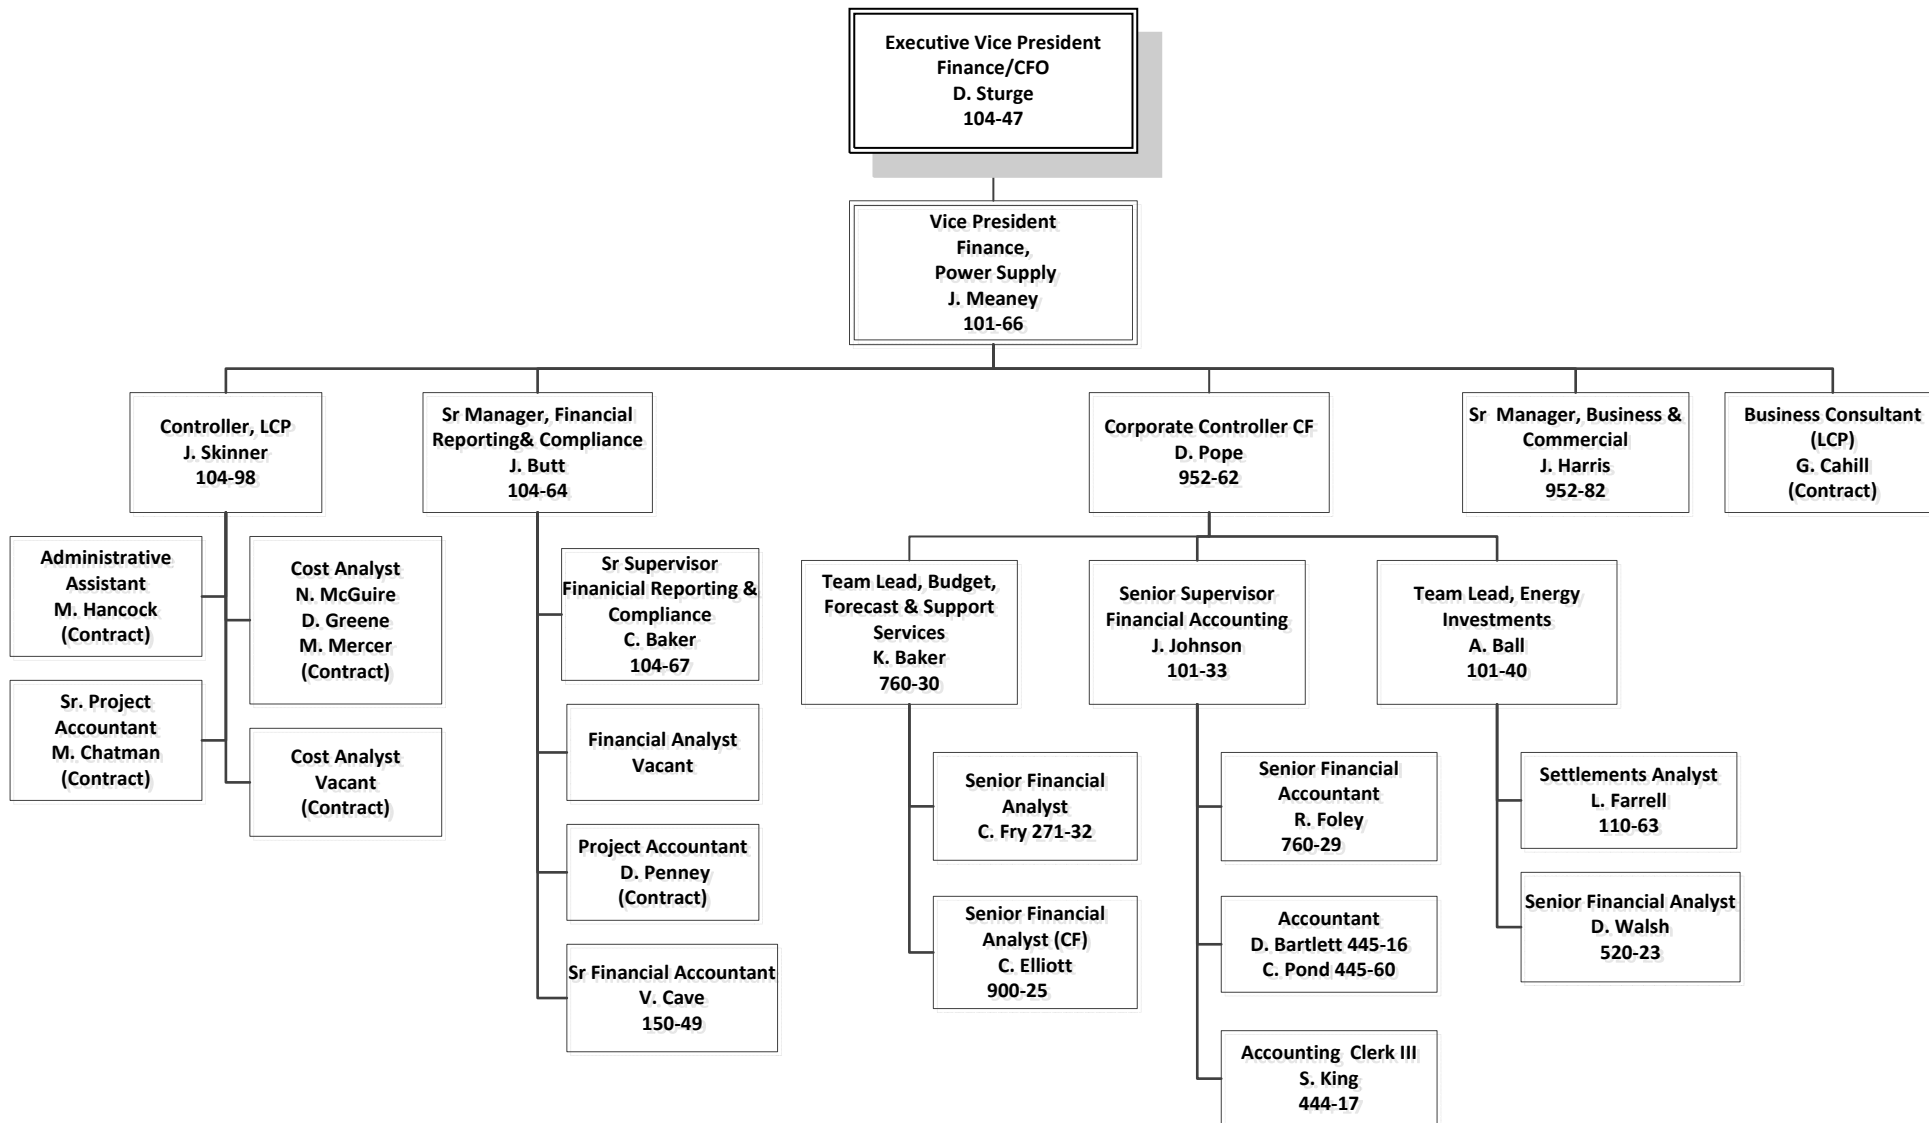 Executive Vice President
Finance/CFO
D. Sturge
104-47
Vice President
Finance,
Power Supply
J. Meaney
101-66
Controller, LCP
J. Skinner
104-98
Sr Manager, Financial
Reporting& Compliance
J. Butt
104-64
Corporate Controller CF
D. Pope
952-62
Sr  Manager, Business &
Commercial
J. Harris
952-82
Business Consultant
(LCP)
G. Cahill
(Contract)
Administrative
Assistant
M. Hancock
(Contract)
Sr. Project
Accountant
M. Chatman
(Contract)
Cost Analyst
N. McGuire
D. Greene
M. Mercer
(Contract)
Cost Analyst
Vacant
(Contract)
Sr Supervisor
Finanicial Reporting &
Compliance
C. Baker
104-67
Financial Analyst
Vacant
Project Accountant
D. Penney
(Contract)
Sr Financial Accountant
V. Cave
150-49
Team Lead, Budget,
Forecast & Support
Services
K. Baker
760-30
Senior Financial
Analyst
C. Fry 271-32
Senior Financial
Analyst (CF)
C. Elliott
900-25
Senior Supervisor
Financial Accounting
J. Johnson
101-33
Senior Financial
Accountant
R. Foley
760-29
Accountant
D. Bartlett 445-16
C. Pond 445-60
Accounting  Clerk III
S. King
444-17
Team Lead, Energy
Investments
A. Ball
101-40
Settlements Analyst
L. Farrell
110-63
Senior Financial Analyst
D. Walsh
520-23